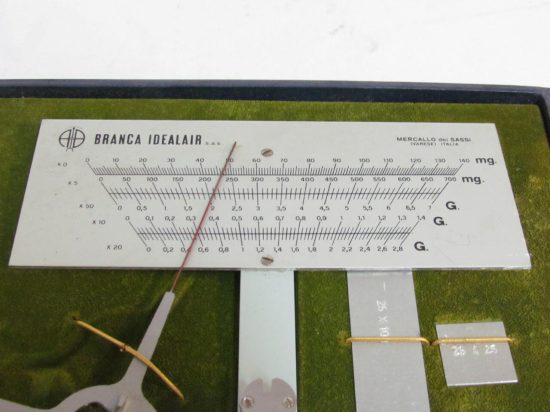 BRANCA IDEALAIR s.a.s.
MERCALLO dei SASSI
(VARESE) ITALIA
X 0 0 10 20 30 40 50 60 70 80 90 100 110 120 130 140 mg.
X 5 0 50 100 150 200 250 300 350 400 450 500 550 600 650 700 mg.
X 50 0 0,5 1 1,5 2 2,5 3 3,5 4 4,5 5 5,5 6 6,5 7 G.
X 10 0 0,1 0,2 0,3 0,4 0,5 0,6 0,7 0,8 0,9 1 1,1 1,2 1,3 1,4 G.
X 20 0 0,2 0,4 0,6 0,8 1 1,2 1,4 1,6 1,8 2 2,2 2,4 2,6 2,8 G.